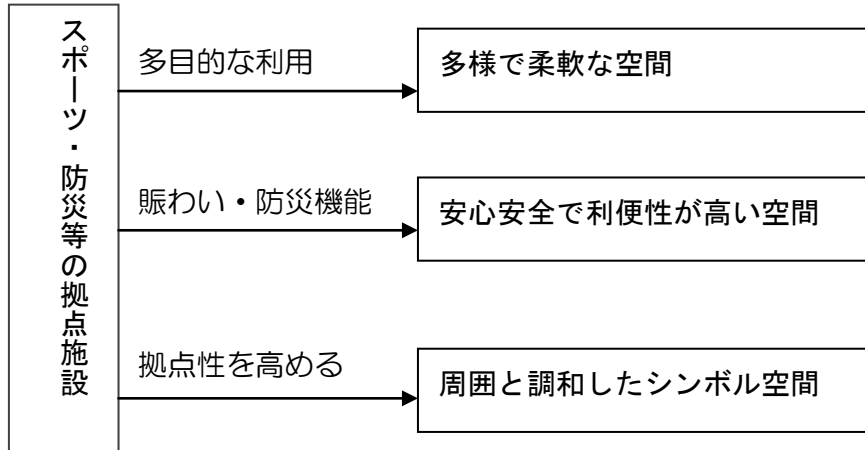 スポーツ・防災等の拠点施設
多目的な利用
多様で柔軟な空間
賑わい・防災機能
安心安全で利便性が高い空間
拠点性を高める
周囲と調和したシンボル空間